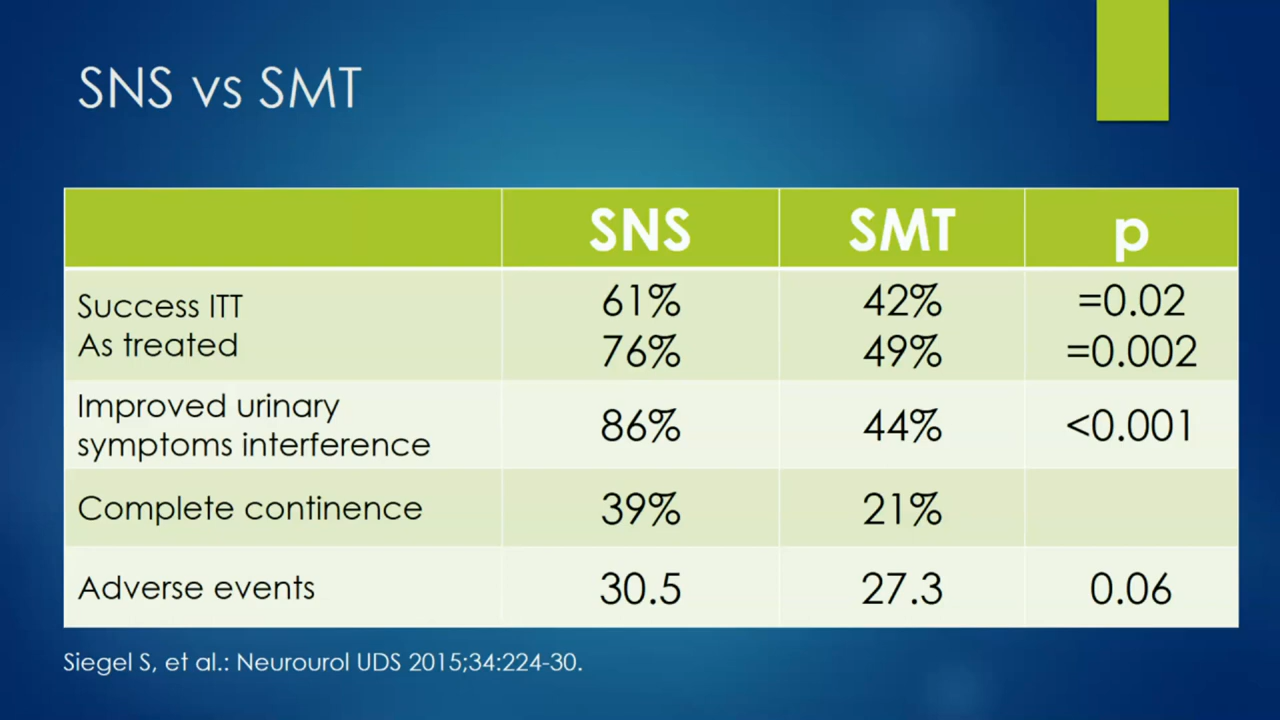 SNS vs SMT
SNS SMT p
Success ITT 61% 42% =0.02
As treated 76% 49% =0.002
Improved urinary
symptoms interference 86% 44% <0.001
Complete continence 39% 21%
Adverse events 30.5 27.3 0.06
Siegel S, et al.: Neurourol UDS 2015;34:224-30.